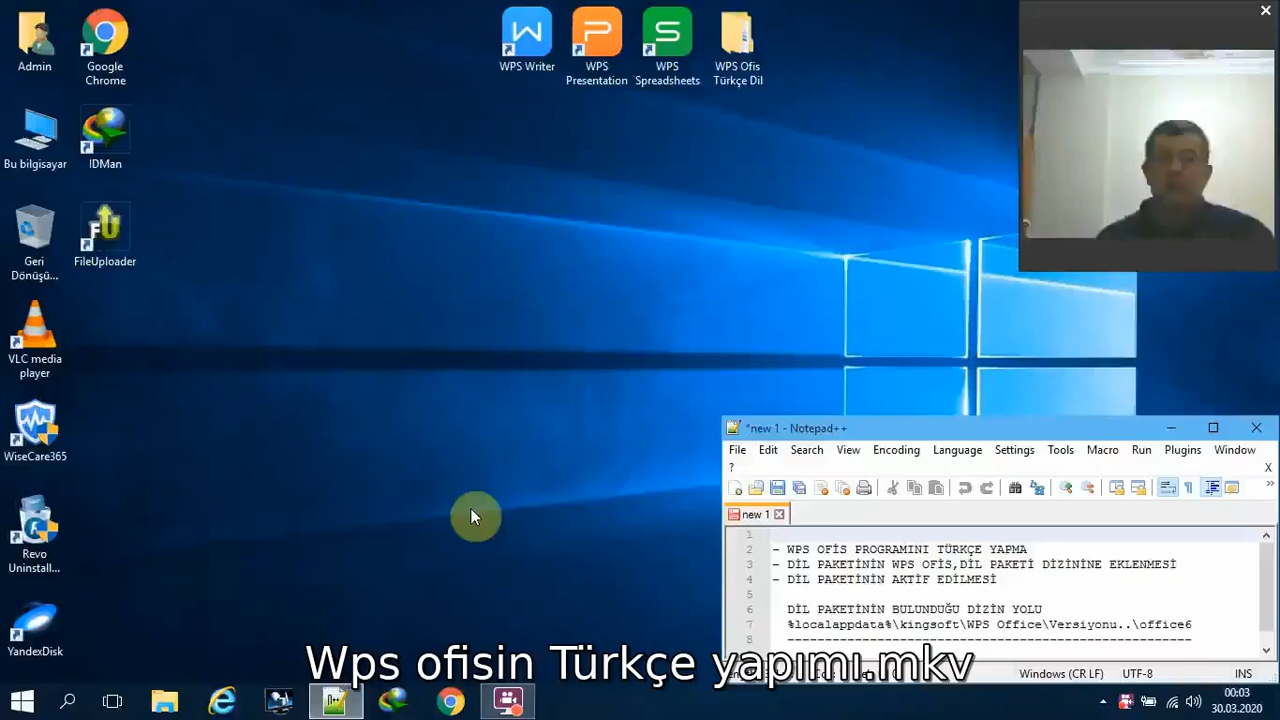 Admin
Google
Chrome
WPS Writer
WPS
Presentation
WPS
Spreadsheets
WPS Ofis
Türkçe Dil
Bu bilgisayar
IDMan
Geri
Dönüşü...
FileUploader
VLC media
player
WiseCare365
Revo
Uninstall...
YandexDisk
*new 1 - Notepad++
File Edit Search View Encoding Language Settings Tools Macro Run Plugins Window
? X
new 1
1
2 - WPS OFİS PROGRAMINI TÜRKÇE YAPMA
3 - DİL PAKETİNİN WPS OFİS,DİL PAKETİ DİZİNİNE EKLENMESİ
4 - DİL PAKETİNİN AKTİF EDİLMESİ
5
6 DİL PAKETİNİN BULUNDUĞU DİZİN YOLU
7 %localappdata%\kingsoft\WPS Office\Versiyonu..\office6
8 ------------------------------------------------------
Windows (CR LF) UTF-8 INS
Wps ofisin Türkçe yapımı.mkv
00:03
30.03.2020